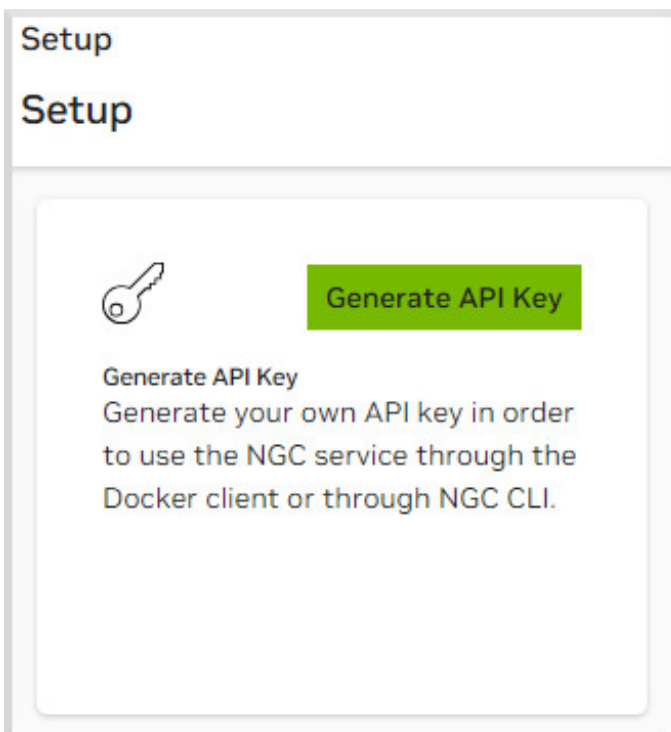 Setup
Setup
Generate API Key
Generate API Key
Generate your own API key in order
to use the NGC service through the
Docker client or through NGC CLI.